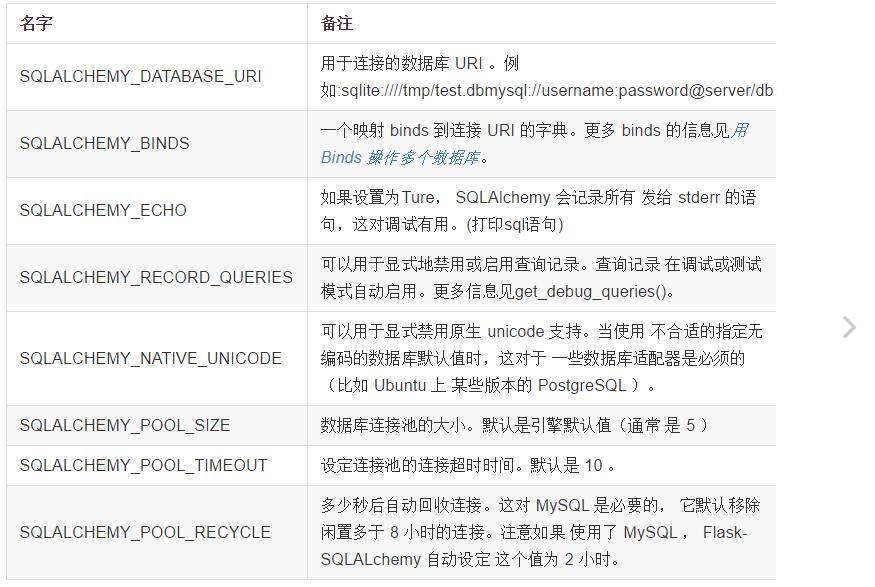 名字 备注
SQLALCHEMY_DATABASE_URI
用于连接的数据库 URI 。例
如:sqlite:////tmp/test.dbmysql://username:password@server/db
SQLALCHEMY_BINDS
一个映射 binds 到连接 URI 的字典。更多 binds 的信息见用
Binds 操作多个数据库。
SQLALCHEMY_ECHO
如果设置为Ture， SQLAlchemy 会记录所有 发给 stderr 的语
句，这对调试有用。(打印sql语句)
SQLALCHEMY_RECORD_QUERIES
可以用于显式地禁用或启用查询记录。查询记录 在调试或测试
模式自动启用。更多信息见get_debug_queries()。
SQLALCHEMY_NATIVE_UNICODE
可以用于显式禁用原生 unicode 支持。当使用 不合适的指定无
编码的数据库默认值时，这对于 一些数据库适配器是必须的
（比如 Ubuntu 上 某些版本的 PostgreSQL ）。
SQLALCHEMY_POOL_SIZE
数据库连接池的大小。默认是引擎默认值（通常 是 5 ）
SQLALCHEMY_POOL_TIMEOUT
设定连接池的连接超时时间。默认是 10 。
SQLALCHEMY_POOL_RECYCLE
多少秒后自动回收连接。这对 MySQL 是必要的， 它默认移除
闲置多于 8 小时的连接。注意如果 使用了 MySQL ， Flask-
SQLALchemy 自动设定 这个值为 2 小时。